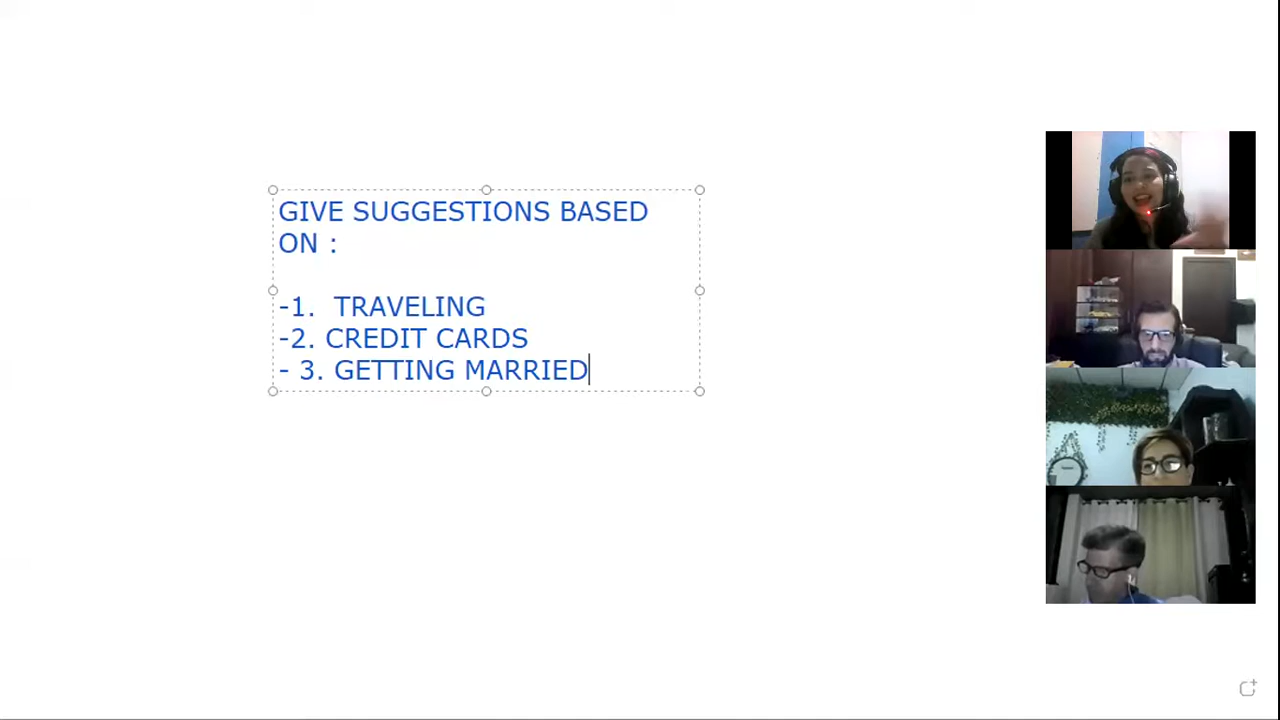 GIVE SUGGESTIONS BASED
ON :
-1. TRAVELING
-2. CREDIT CARDS
- 3. GETTING MARRIED